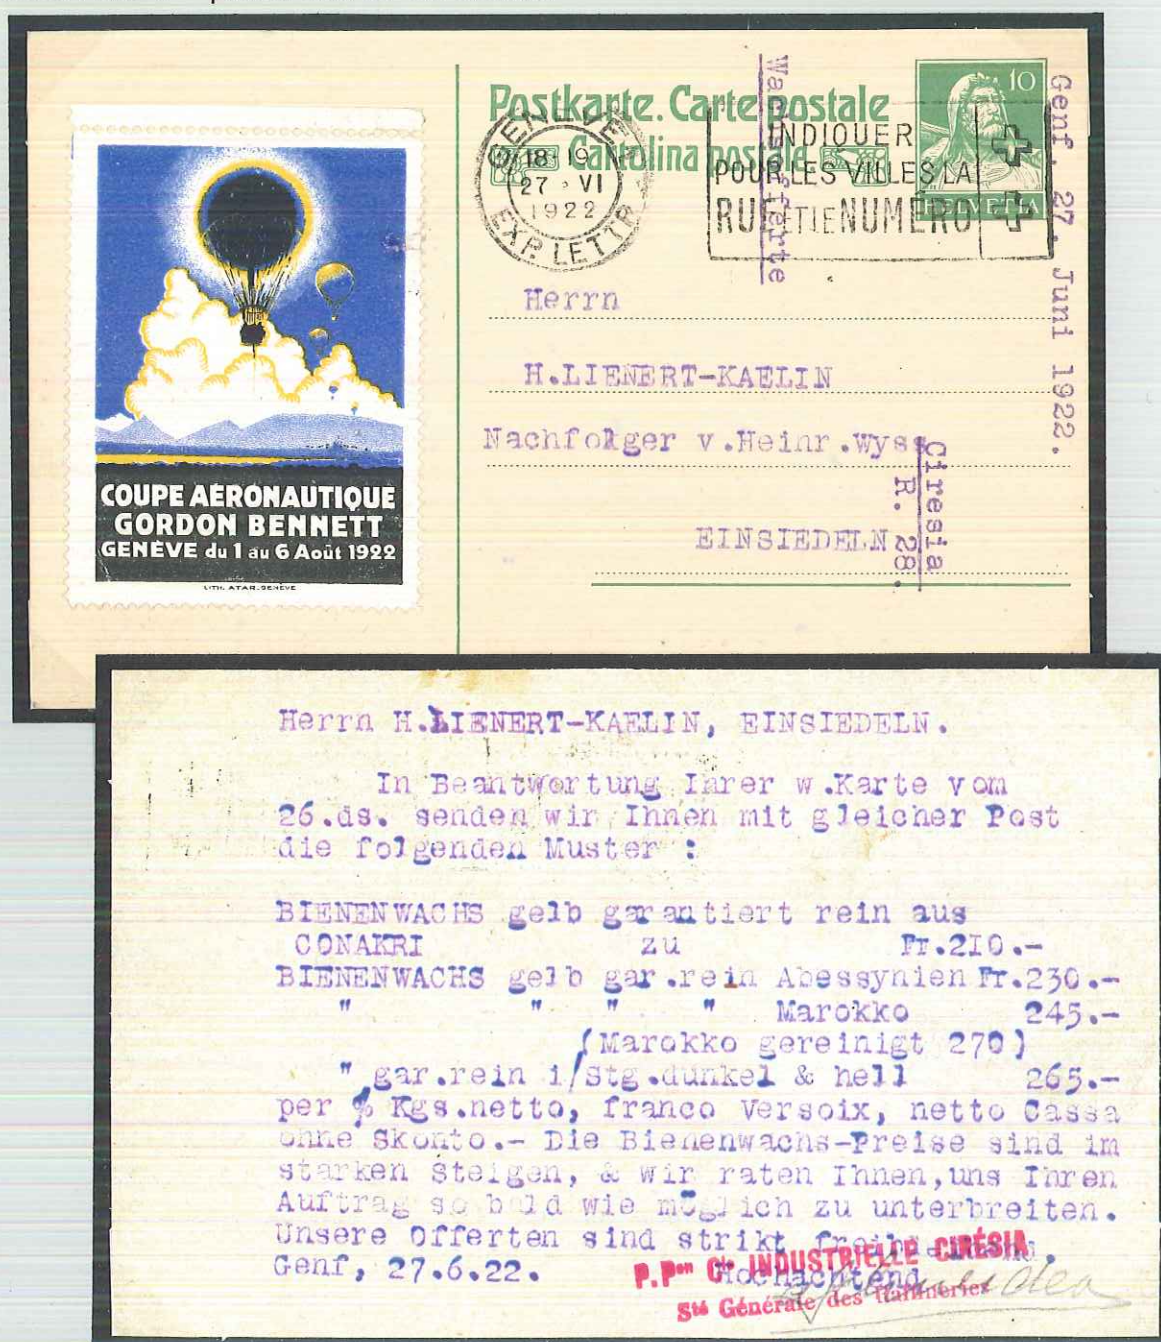 Postkarte. Carte postale
Cartolina postale
10
HELVETIA
GENÈVE
18-19
27 · VI
1922
EXP. LETTR.
INDIQUER
POUR LES VILLES LA
RUE ET LE NUMÉRO
Wachsofferte
Genf, 27. Juni 1922.
Herrn
H.LIENERT-KAELIN
Nachfolger v.Heinr.Wyss
EINSIEDELN
Ciresia
R. 28.
COUPE AÉRONAUTIQUE
GORDON BENNETT
GENÈVE du 1 au 6 Août 1922
LITH. ATAR. GENÈVE
Herrn H.LIENERT-KAELIN, EINSIEDELN.
In Beantwortung Ihrer w.Karte vom
26.ds. senden wir Ihnen mit gleicher Post
die folgenden Muster :
BIENENWACHS gelb garantiert rein aus
CONAKRI zu Fr.210.-
BIENENWACHS gelb gar.rein Abessynien Fr.230.-
" " " " Marokko 245.-
(Marokko gereinigt 270)
" gar.rein i/Stg.dunkel & hell 265.-
per % Kgs.netto, franco Versoix, netto Cassa
ohne Skonto.- Die Bienenwachs-Preise sind im
starken Steigen, & wir raten Ihnen,uns Ihren
Auftrag so bald wie möglich zu unterbreiten.
Unsere Offerten sind strikt freibleibend.
Genf, 27.6.22. Hochachtend
P.Pon Cie INDUSTRIELLE CIRÉSIA
Sté Générale des Raffineries